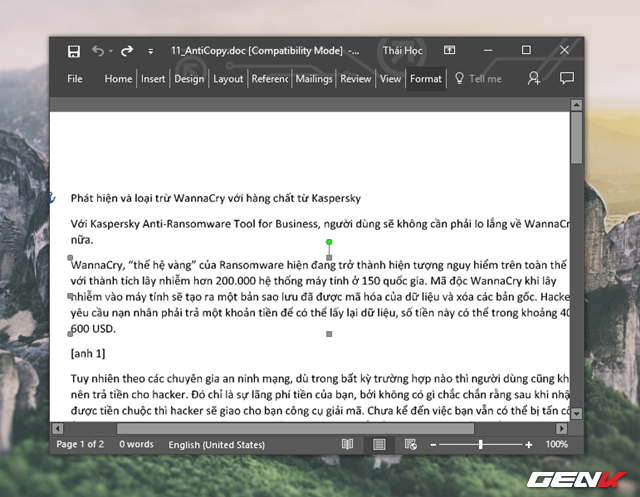 11_AntiCopy.doc [Compatibility Mode] -... Thái Học
File Home Insert Design Layout Referenc Mailings Review View Format Tell me
Phát hiện và loại trừ WannaCry với hàng chất từ Kaspersky
Với Kaspersky Anti-Ransomware Tool for Business, người dùng sẽ không cần phải lo lắng về WannaCr
nữa.
WannaCry, “thế hệ vàng” của Ransomware hiện đang trở thành hiện tượng nguy hiểm trên toàn thế
với thành tích lây nhiễm hơn 200.000 hệ thống máy tính ở 150 quốc gia. Mã độc WannaCry khi lây
nhiễm vào máy tính sẽ tạo ra một bản sao lưu đã được mã hóa của dữ liệu và xóa các bản gốc. Hacke
yêu cầu nạn nhân phải trả một khoản tiền để có thể lấy lại dữ liệu, số tiền này có thể trong khoảng 40
600 USD.
[anh 1]
Tuy nhiên theo các chuyên gia an ninh mạng, dù trong bất kỳ trường hợp nào thì người dùng cũng kh
nên trả tiền cho hacker. Đó chỉ là sự lãng phí tiền của bạn, bởi không có gì chắc chắn rằng sau khi nhậ
được tiền chuộc thì hacker sẽ giao cho bạn công cụ giải mã. Chưa kể đến việc bạn vẫn có thể bị tấn cô
Page 1 of 2 0 words English (United States) 100%
GENK